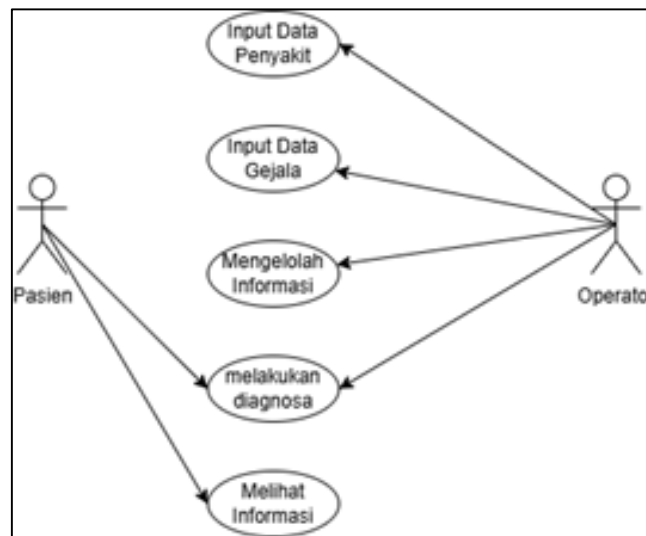 Input Data
Penyakit
Input Data
Gejala
Mengelolah
Informasi
Pasien
Operato
melakukan
diagnosa
Melihat
Informasi